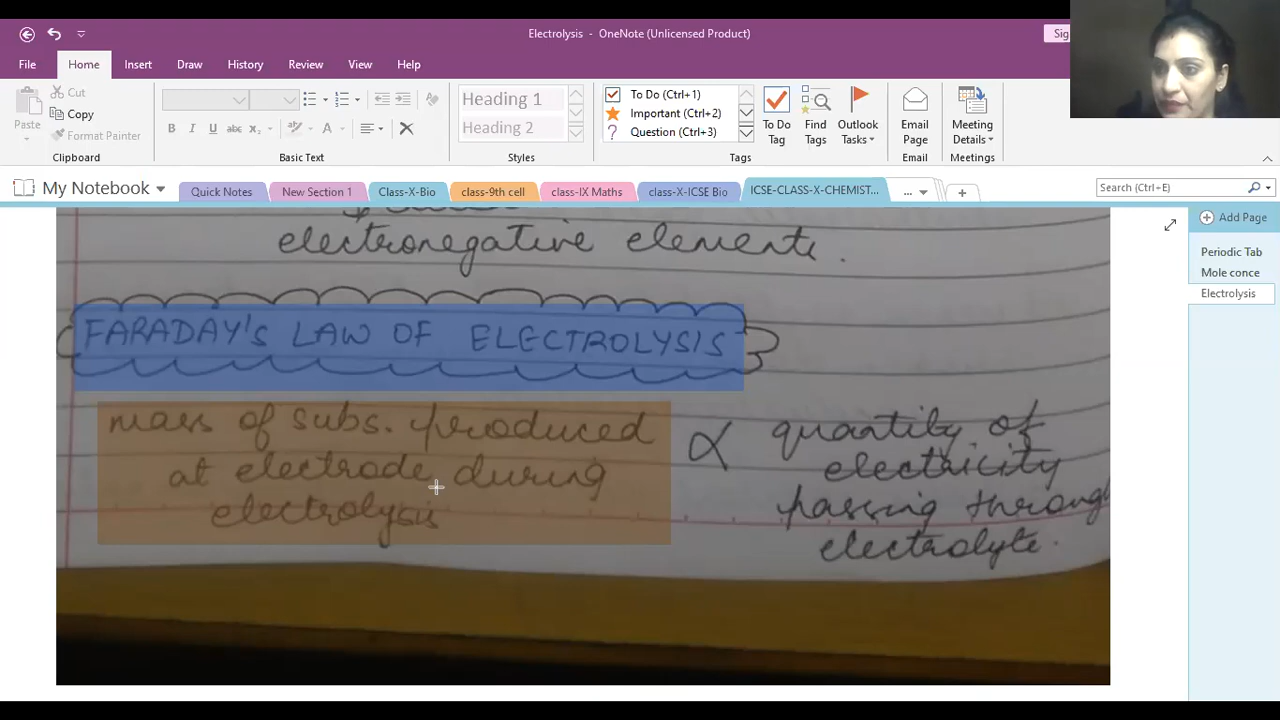 Electrolysis - OneNote (Unlicensed Product)
Sig
File Home Insert Draw History Review View Help
Paste
Cut
Copy
Format Painter
Clipboard
B I U abc x₂ A
Basic Text
Heading 1
Heading 2
Styles
To Do (Ctrl+1)
Important (Ctrl+2)
? Question (Ctrl+3)
Tags
To Do
Tag
Find
Tags
Outlook
Tasks
Email
Page
Email
Meeting
Details
Meetings
My Notebook
Quick Notes New Section 1 Class-X-Bio class-9th cell class-IX Maths class-X-ICSE Bio ICSE-CLASS-X-CHEMIST... ... +
Search (Ctrl+E)
Add Page
Periodic Tab
Mole conce
Electrolysis
electronegative elements.
FARADAY'S LAW OF ELECTROLYSIS
mass of subs. produced
at electrode during
electrolysis
∝
quantity of
electricity
passing through
electrolyte.